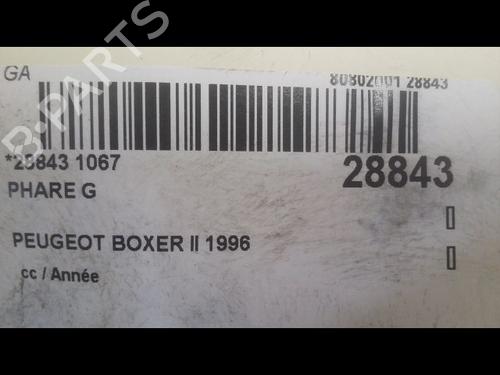 GA
80802001 28843
*28843 1067
28843
PHARE G
PEUGEOT BOXER II 1996
cc / Année
B-PARTS